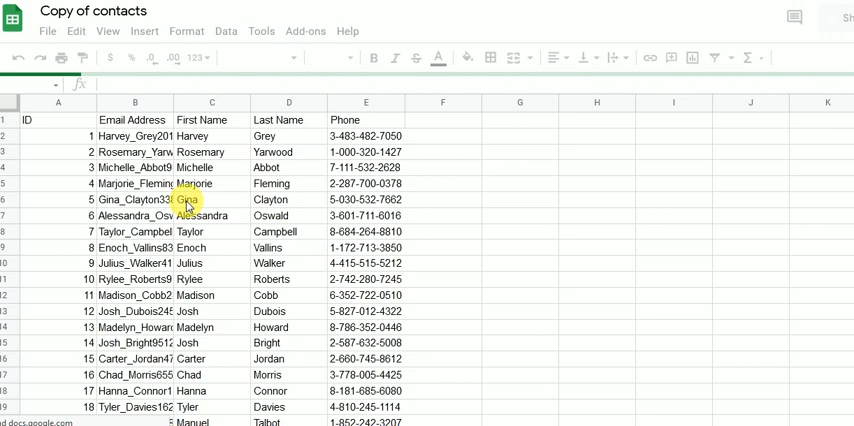 Copy of contacts
File Edit View Insert Format Data Tools Add-ons Help
Sh
$ % .0 .00 123 B I S A Σ
fx
A B C D E F G H I J K
1 ID Email Address First Name Last Name Phone
2 1 Harvey_Grey201 Harvey Grey 3-483-482-7050
3 2 Rosemary_Yarw Rosemary Yarwood 1-000-320-1427
4 3 Michelle_Abbot9 Michelle Abbot 7-111-532-2628
5 4 Marjorie_Fleming Marjorie Fleming 2-287-700-0378
6 5 Gina_Clayton33 Gina Clayton 5-030-532-7662
7 6 Alessandra_Osw Alessandra Oswald 3-601-711-6016
8 7 Taylor_Campbel Taylor Campbell 8-684-264-8810
9 8 Enoch_Vallins83 Enoch Vallins 1-172-713-3850
10 9 Julius_Walker41 Julius Walker 4-415-515-5212
11 10 Rylee_Roberts9 Rylee Roberts 2-742-280-7245
12 11 Madison_Cobb2 Madison Cobb 6-352-722-0510
13 12 Josh_Dubois245 Josh Dubois 5-827-012-4322
14 13 Madelyn_Howard Madelyn Howard 8-786-352-0446
15 14 Josh_Bright9512 Josh Bright 2-587-632-5008
16 15 Carter_Jordan47 Carter Jordan 2-660-745-8612
17 16 Chad_Morris655 Chad Morris 3-778-005-4425
18 17 Hanna_Connor1 Hanna Connor 8-181-685-6080
19 18 Tyler_Davies162 Tyler Davies 4-810-245-1114
Manuel Talbot 1-852-242-3207
d docs.google.com